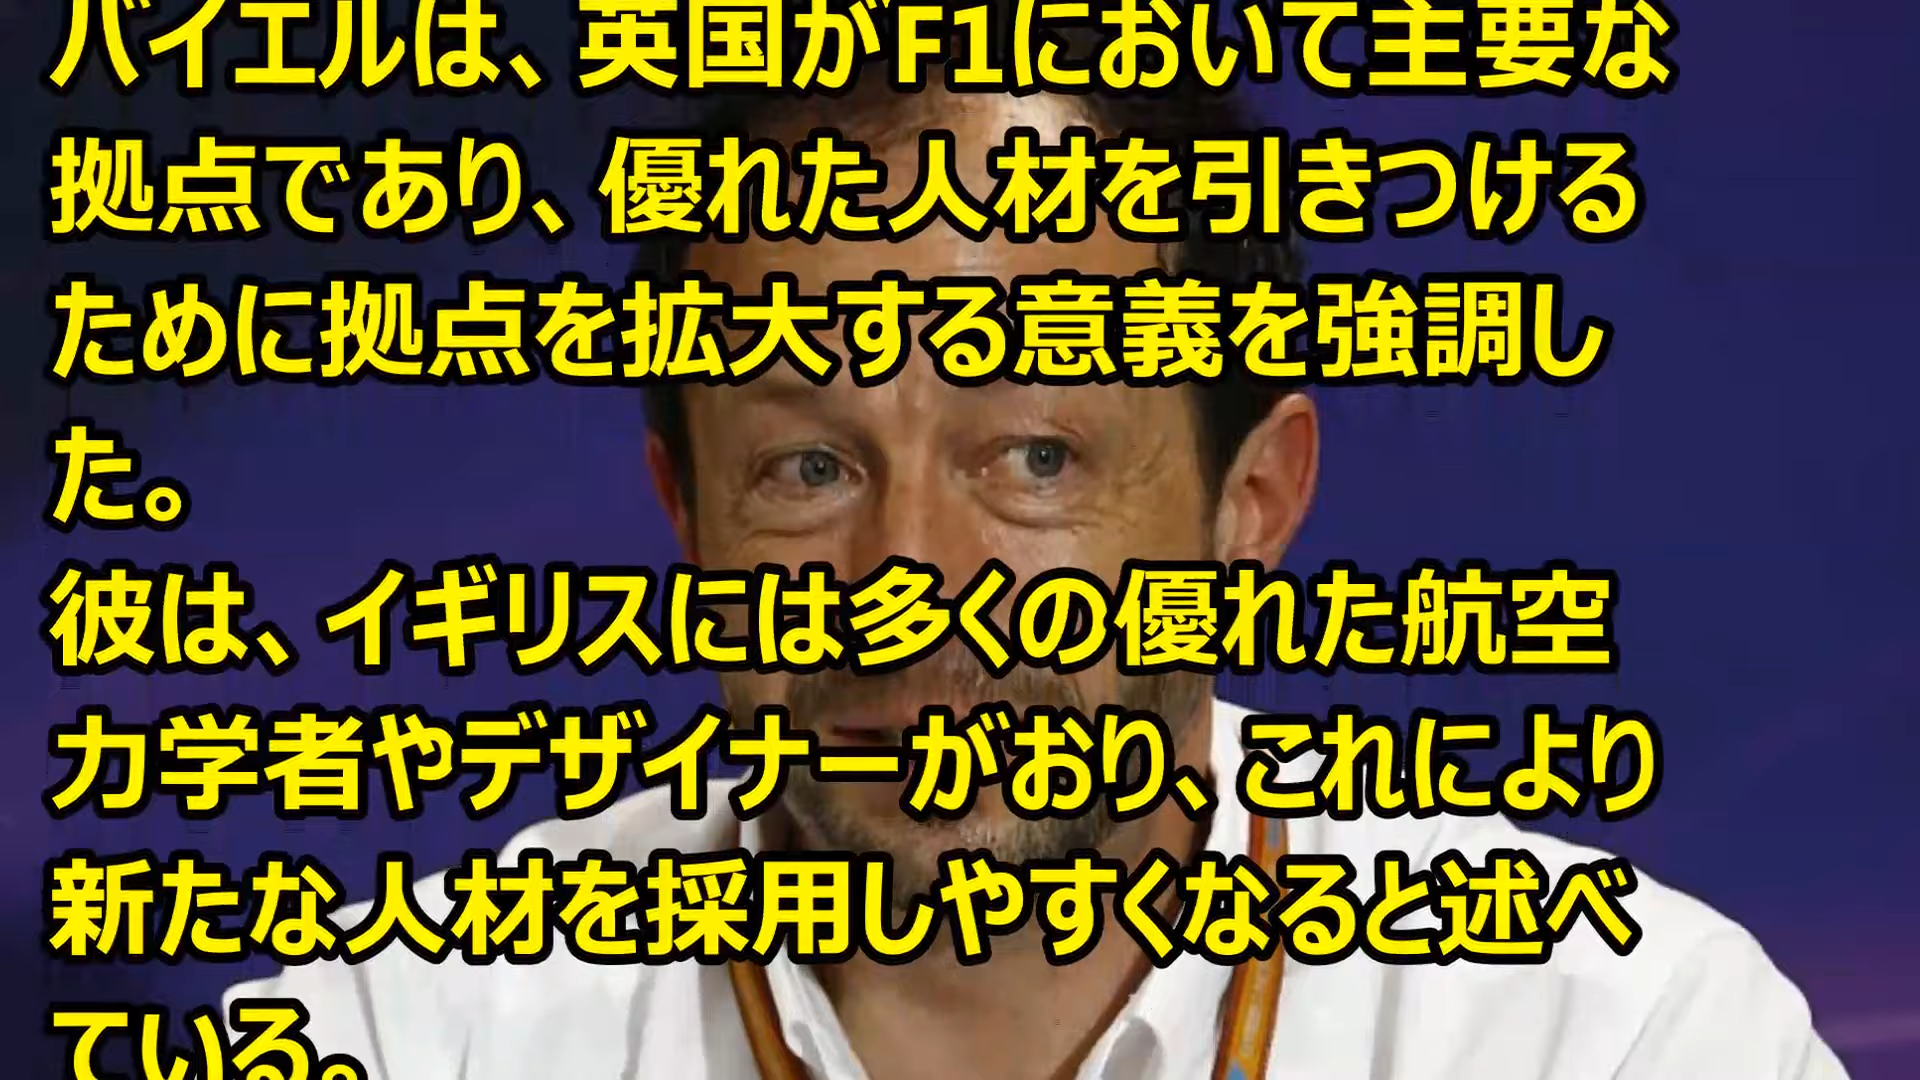 バイエルは、英国がF1において主要な
拠点であり、優れた人材を引きつける
ために拠点を拡大する意義を強調し
た。
彼は、イギリスには多くの優れた航空
力学者やデザイナーがおり、これにより
新たな人材を採用しやすくなると述べ
ている。